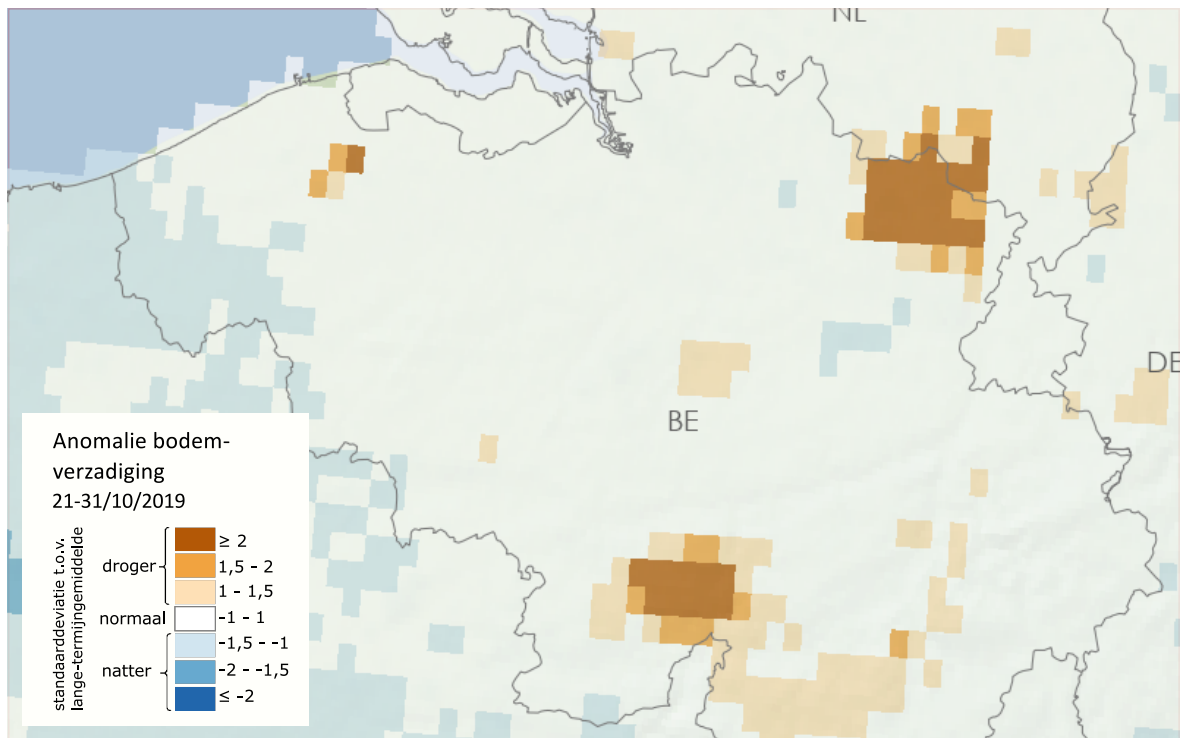 NL
DE
BE
Anomalie bodem-
verzadiging
21-31/10/2019
standaarddeviatie t.o.v.
lange-termijngemiddelde
droger
≥ 2
1,5 - 2
1 - 1,5
normaal
-1 - 1
natter
-1,5 - -1
-2 - -1,5
≤ -2